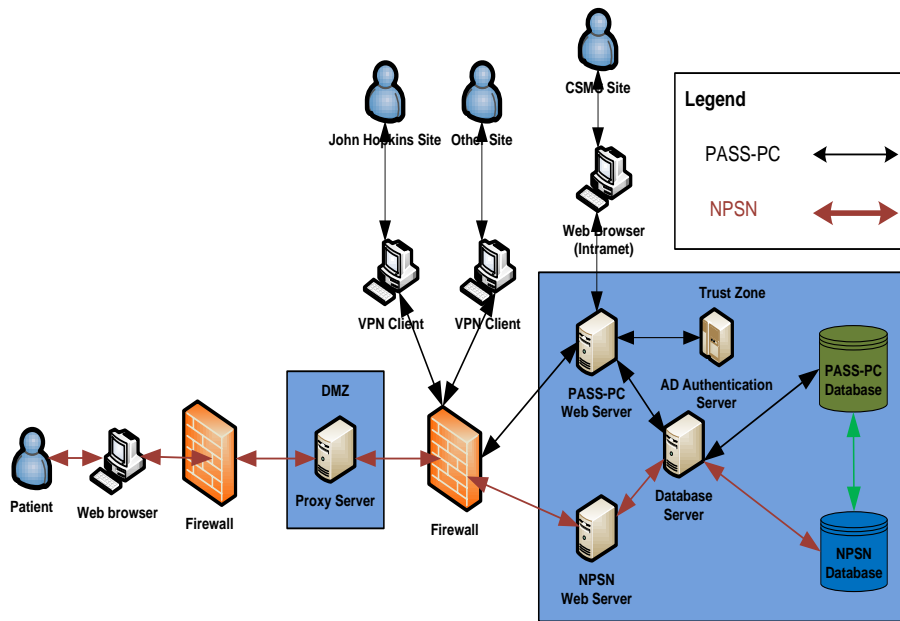 CSMC Site
Legend
PASS-PC
NPSN
John Hopkins Site
Other Site
Web Browser
(Intramet)
VPN Client
VPN Client
Trust Zone
PASS-PC
Web Server
AD Authentication
Server
PASS-PC
Database
DMZ
Proxy Server
Patient
Web browser
Firewall
Firewall
Database
Server
NPSN
Web Server
NPSN
Database